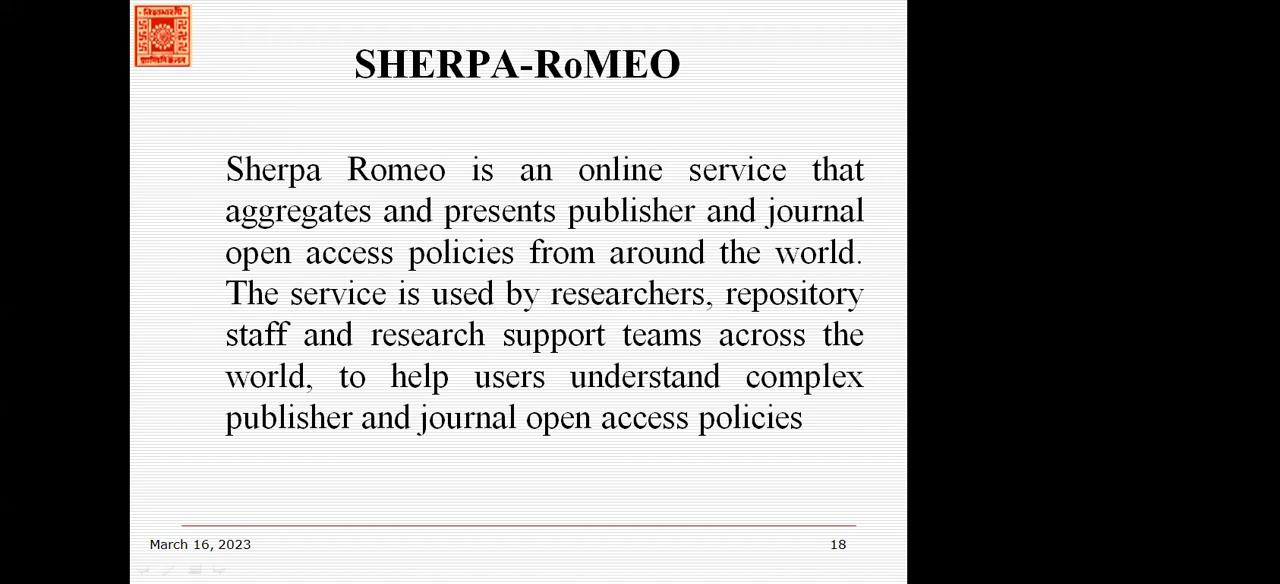 SHERPA-RoMEO
Sherpa Romeo is an online service that
aggregates and presents publisher and journal
open access policies from around the world.
The service is used by researchers, repository
staff and research support teams across the
world, to help users understand complex
publisher and journal open access policies
March 16, 2023
18